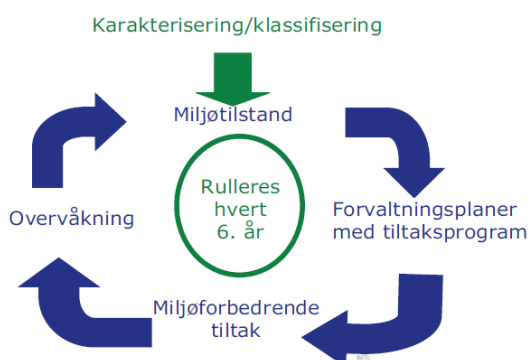 Karakterisering/klassifisering
Miljøtilstand
Rulleres
hvert
6. år
Overvåkning
Forvaltningsplaner
med tiltaksprogram
Miljøforbedrende
tiltak